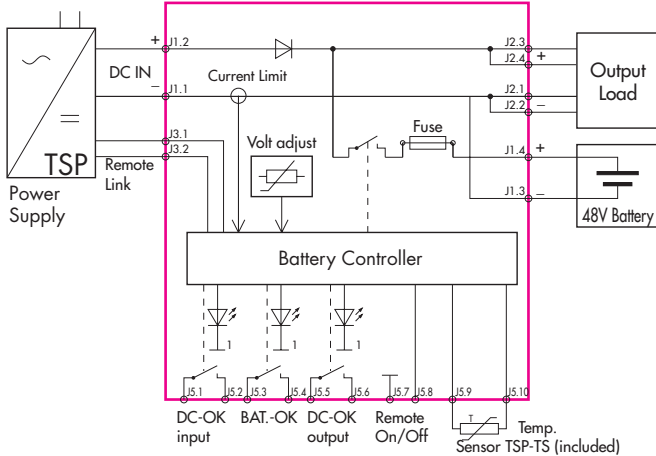 J1.2
J2.3
+
DC IN
J2.4
+
Output
Load
−
J1.1
Current Limit
J2.1
J2.2
−
J3.1
J3.2
Volt adjust
Fuse
J1.4
+
TSP
Remote
Link
Power
Supply
J1.3
−
48V Battery
Battery Controller
1
1
1
J5.1
J5.2
J5.3
J5.4
J5.5
J5.6
J5.7
J5.8
J5.9
J5.10
DC-OK
input
BAT.-OK
DC-OK
output
Remote
On/Off
T
Temp.
Sensor TSP-TS (included)